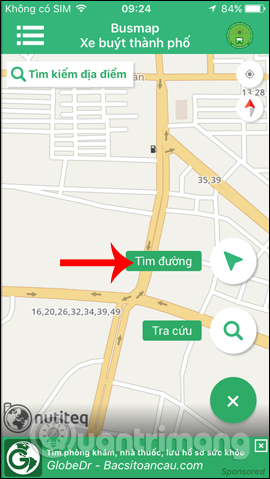 Không có SIM 09:24 84%
Busmap
Xe buýt thành phố
Tìm kiếm địa điểm
13,28
35,39
Tìm đường
16,20,26,32,34,39,49
Tra cứu
nutiteq
Quantrimang
Tìm phòng khám, nhà thuốc, lưu hồ sơ sức khỏe
GlobeDr - Bacsitoancau.com
Sponsored